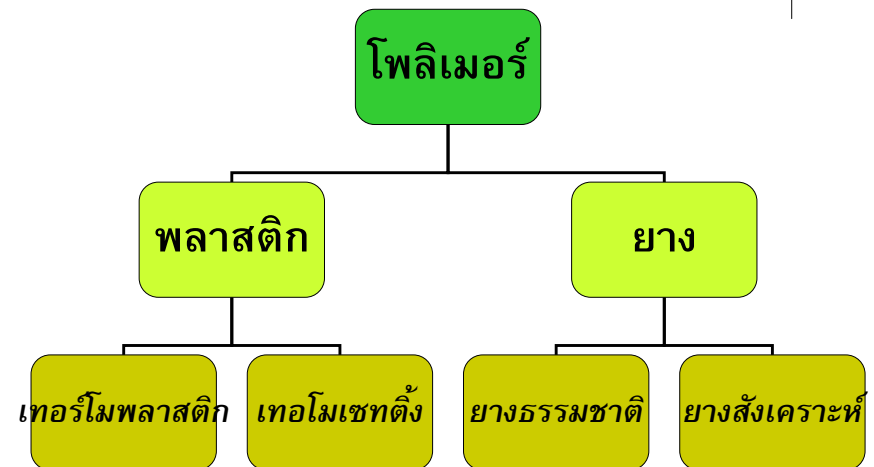 โพลิเมอร์
พลาสติก
ยาง
เทอร์โมพลาสติก
เทอโมเซทติ้ง
ยางธรรมชาติ
ยางสังเคราะห์